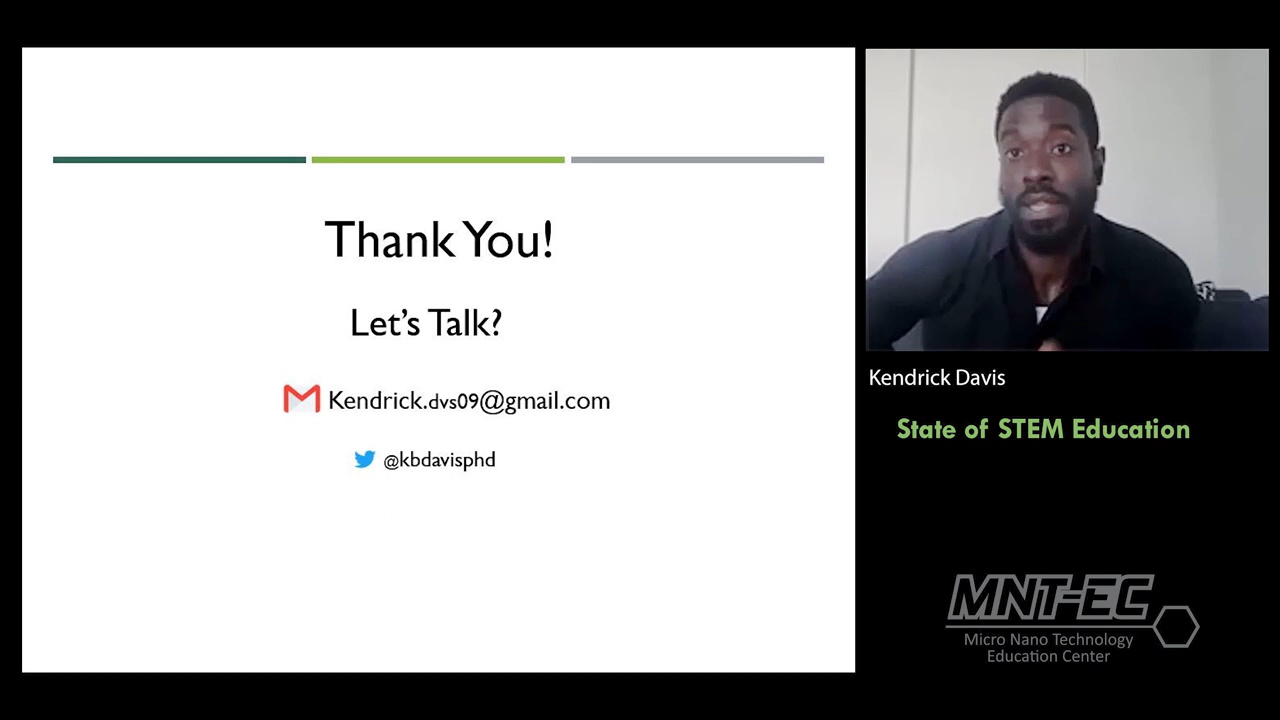 Thank You!
Let's Talk?
Kendrick.dvs09@gmail.com
@kbdavisphd
Kendrick Davis
State of STEM Education
MNT-EC
Micro Nano Technology
Education Center